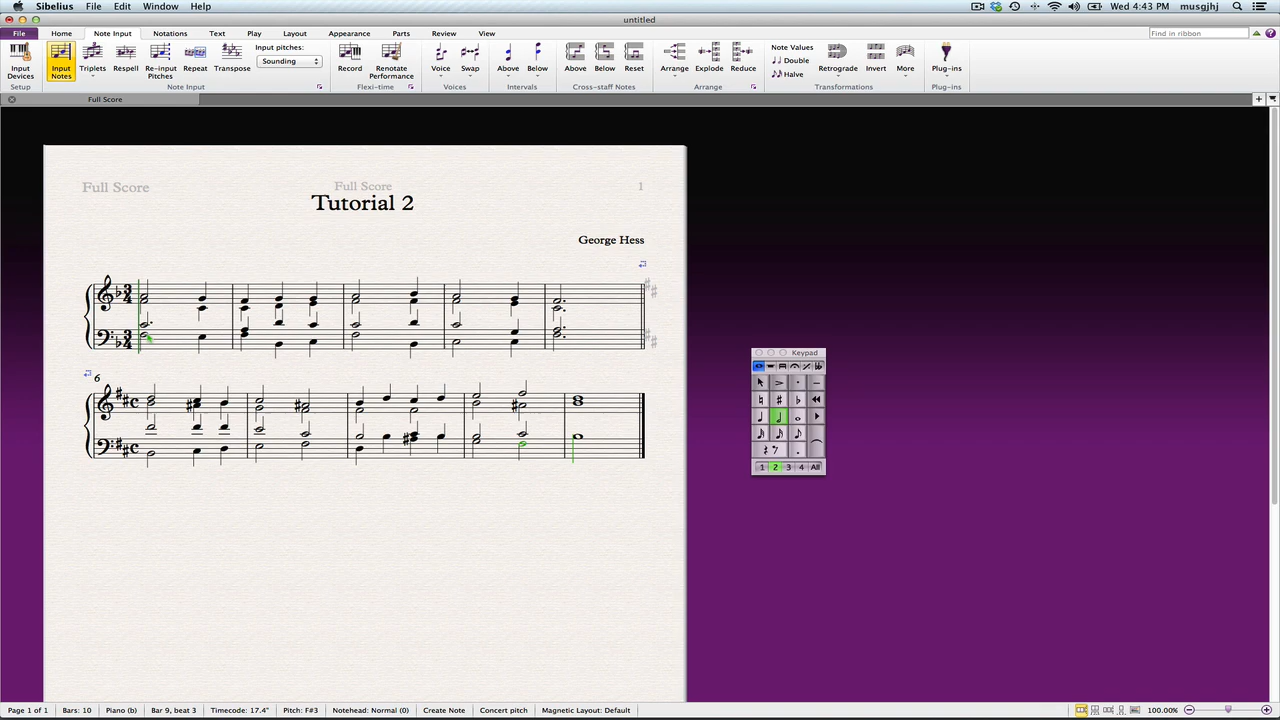 Sibelius File Edit Window Help Wed 4:43 PM musgjhj
untitled
File Home Note Input Notations Text Play Layout Appearance Parts Review View Find in ribbon
Input Devices
Setup
Input Notes
Triplets
Respell
Re-input Pitches
Repeat
Transpose
Input pitches:
Sounding
Note Input
Record
Renotate Performance
Flexi-time
Voice
Swap
Voices
Above
Below
Intervals
Above
Below
Reset
Cross-staff Notes
Arrange
Explode
Reduce
Arrange
Note Values
Double
Halve
Retrograde
Invert
More
Transformations
Plug-ins
Plug-ins
Full Score
Full Score Full Score 1
Tutorial 2
George Hess
6
Keypad
1 2 3 4 All
Page 1 of 1 Bars: 10 Piano (b) Bar 9, beat 3 Timecode: 17.4" Pitch: F#3 Notehead: Normal (0) Create Note Concert pitch Magnetic Layout: Default 100.00%